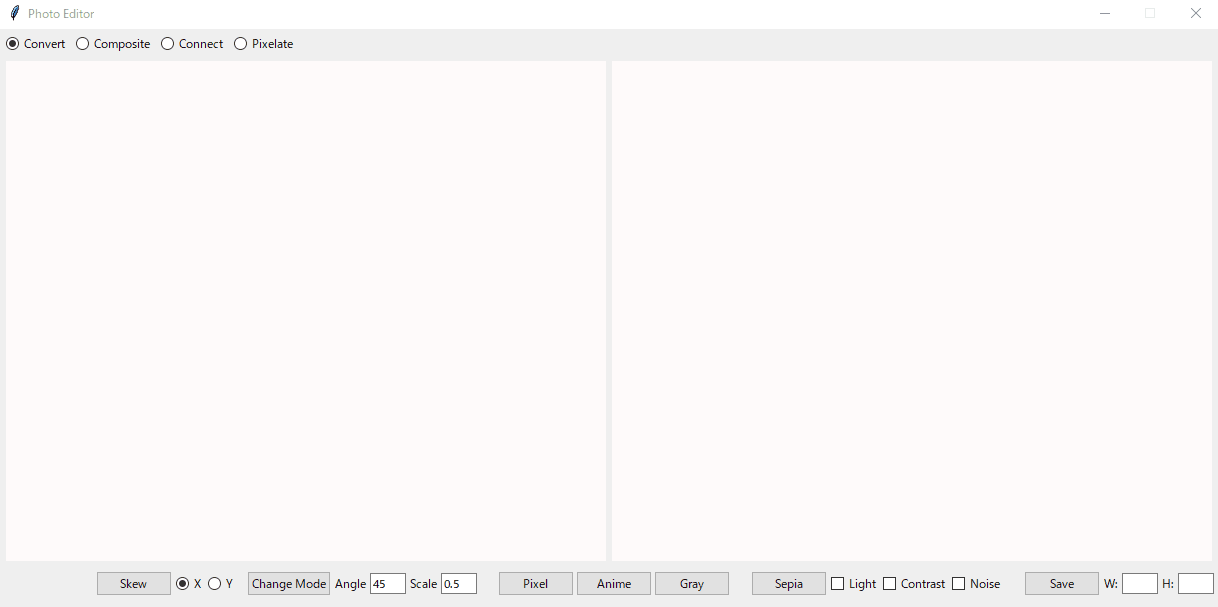 Photo Editor
Convert Composite Connect Pixelate
Skew X Y Change Mode Angle 45 Scale 0.5 Pixel Anime Gray Sepia Light Contrast Noise Save W: H: